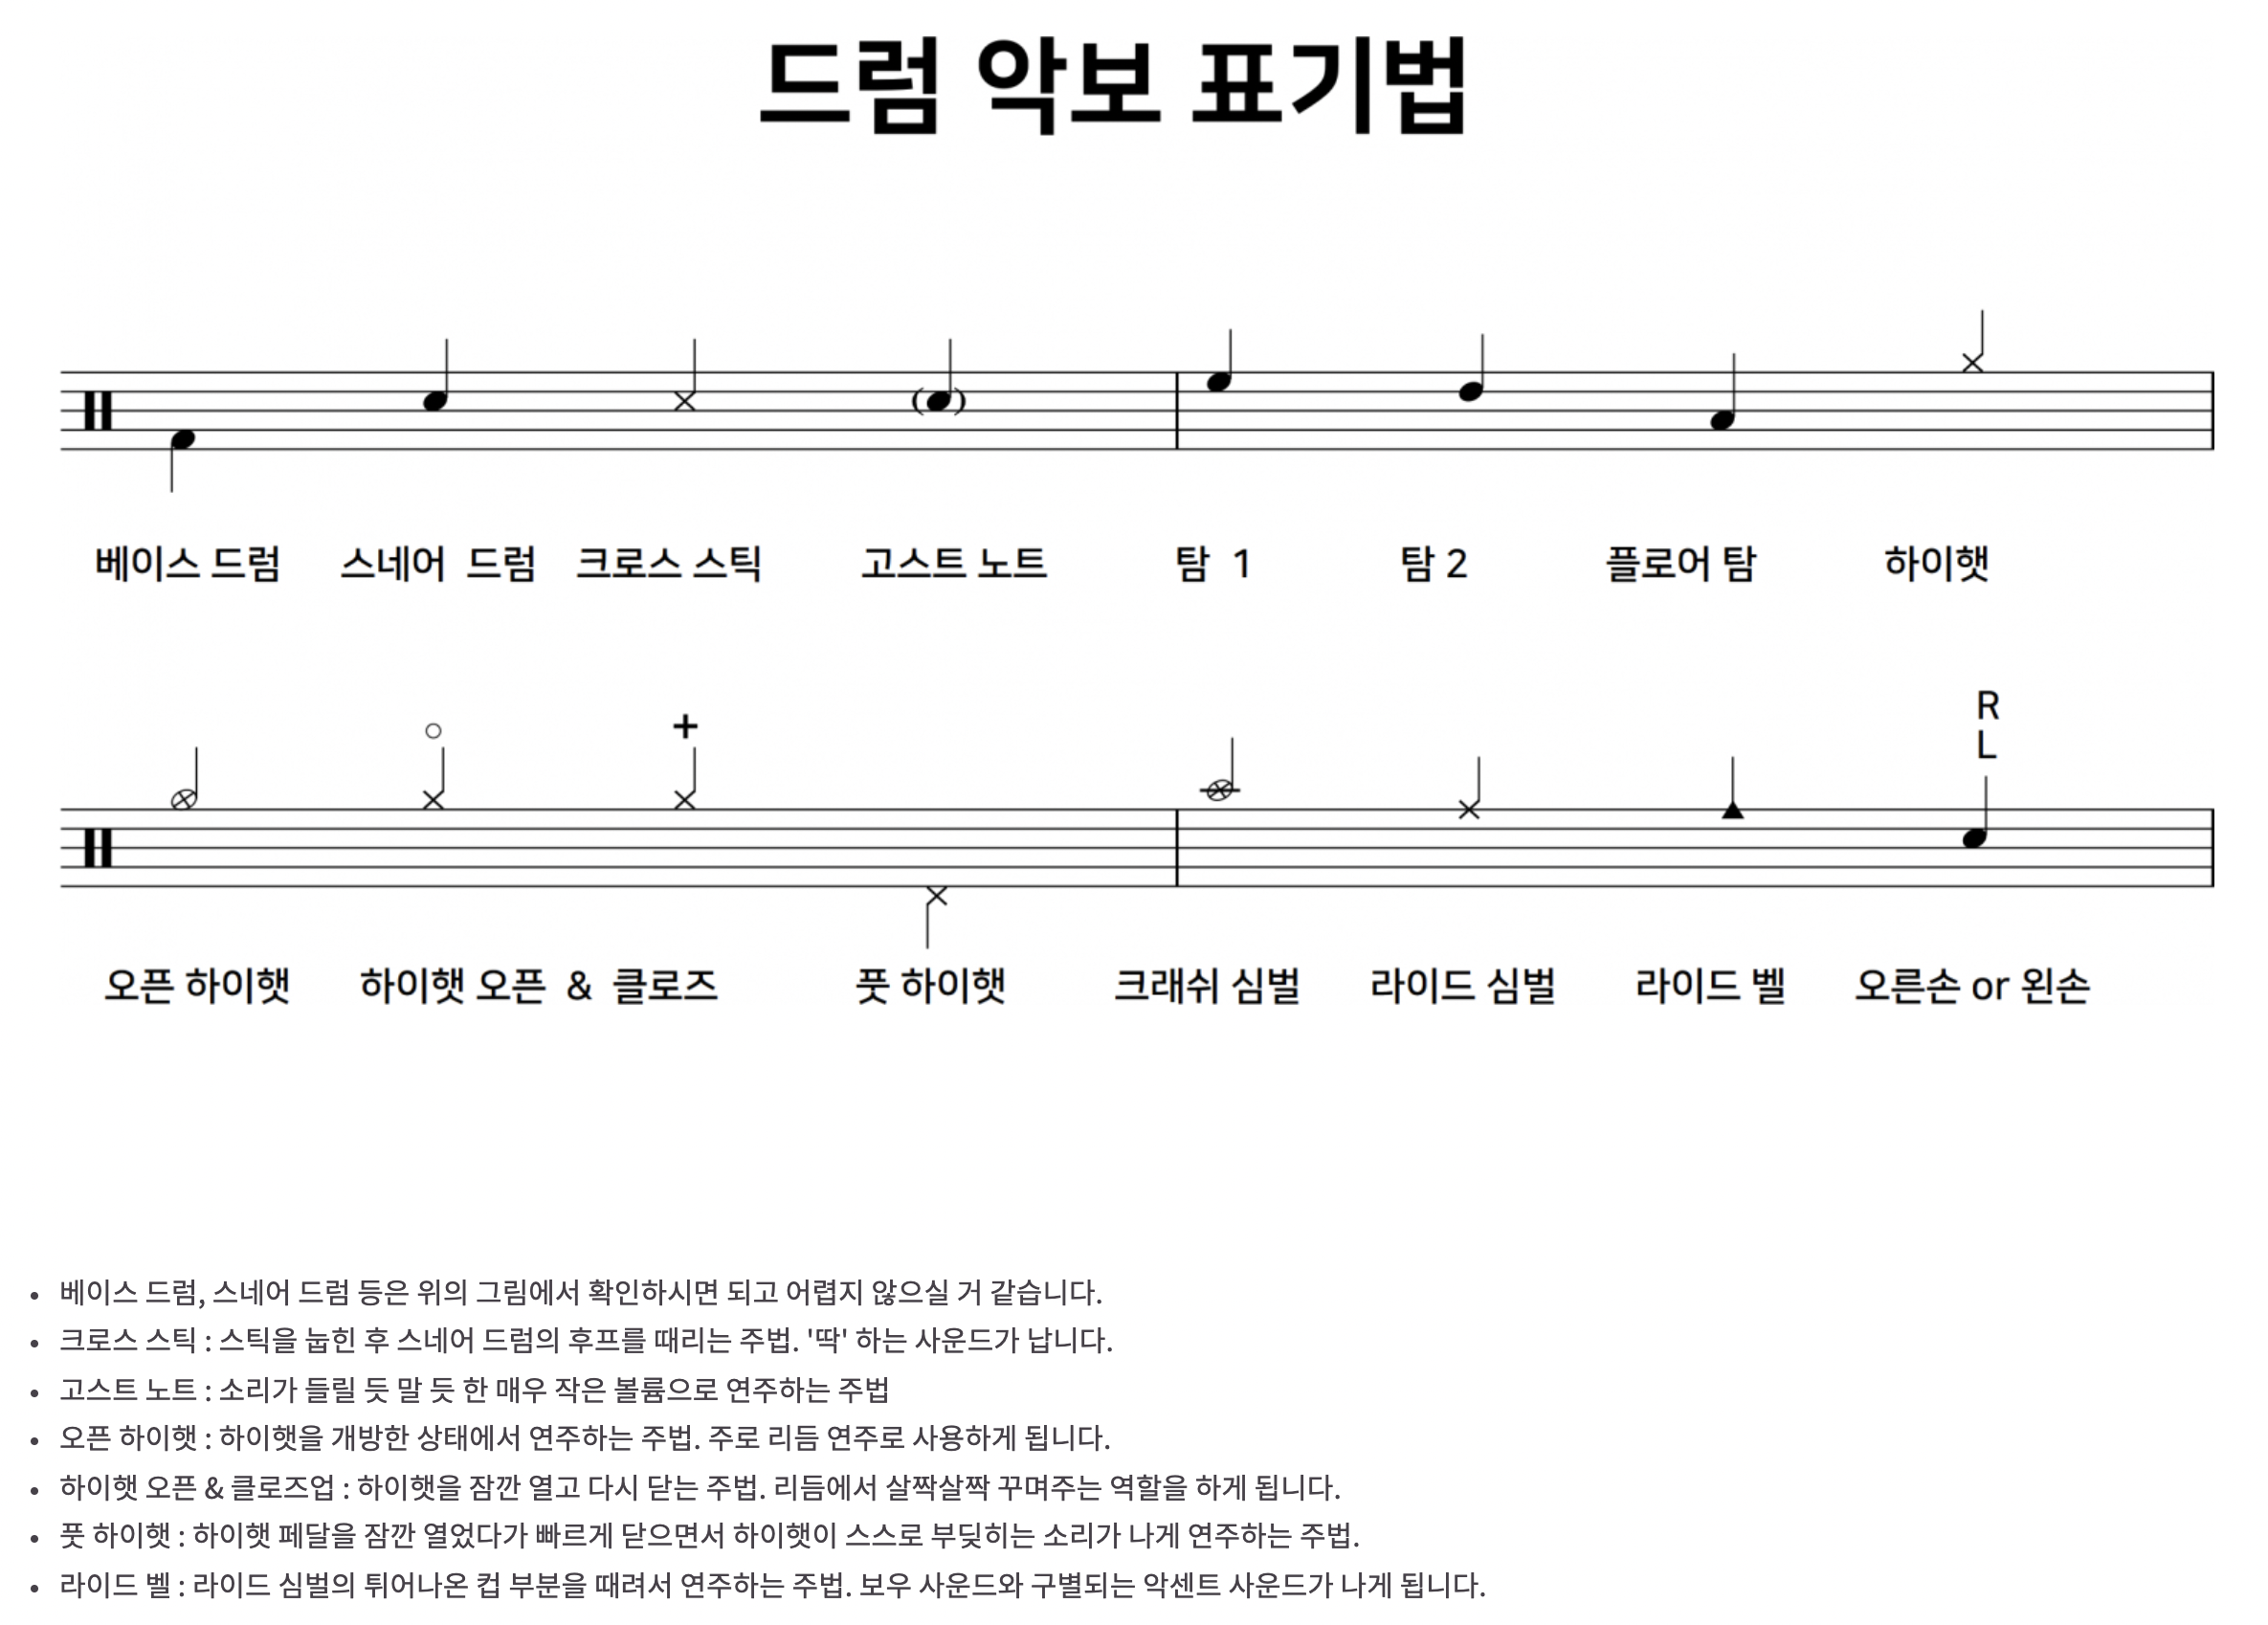 드럼 악보 표기법
베이스 드럼 스네어 드럼 크로스 스틱 고스트 노트 탐 1 탐 2 플로어 탐 하이햇
R
L
오픈 하이햇 하이햇 오픈 & 클로즈 풋 하이햇 크래쉬 심벌 라이드 심벌 라이드 벨 오른손 or 왼손
• 베이스 드럼, 스네어 드럼 등은 위의 그림에서 확인하시면 되고 어렵지 않으실 거 같습니다.
• 크로스 스틱 : 스틱을 눕힌 후 스네어 드럼의 후프를 때리는 주법. '딱' 하는 사운드가 납니다.
• 고스트 노트 : 소리가 들릴 듯 말 듯 한 매우 작은 볼륨으로 연주하는 주법
• 오픈 하이햇 : 하이햇을 개방한 상태에서 연주하는 주법. 주로 리듬 연주로 사용하게 됩니다.
• 하이햇 오픈 & 클로즈업 : 하이햇을 잠깐 열고 다시 닫는 주법. 리듬에서 살짝살짝 꾸며주는 역할을 하게 됩니다.
• 풋 하이햇 : 하이햇 페달을 잠깐 열었다가 빠르게 닫으면서 하이햇이 스스로 부딪히는 소리가 나게 연주하는 주법.
• 라이드 벨 : 라이드 심벌의 튀어나온 컵 부분을 때려서 연주하는 주법. 보우 사운드와 구별되는 악센트 사운드가 나게 됩니다.